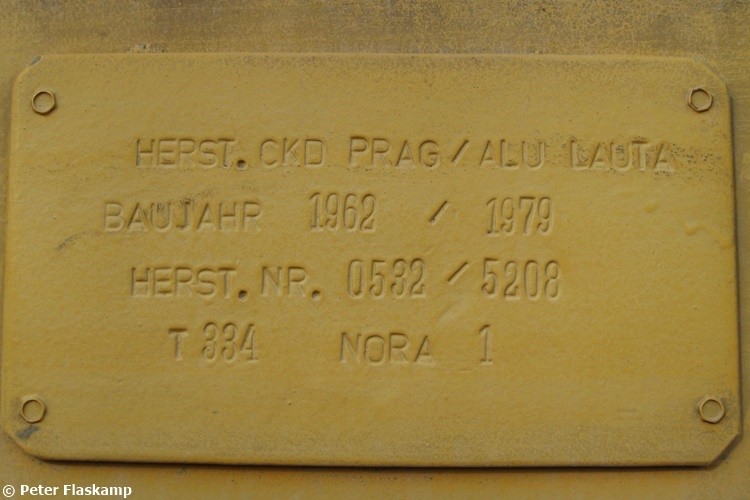 HERST. CKD PRAG/ALU LAUTA
BAUJAHR 1962 / 1979
HERST. NR. 0532/5208
T 334 NORA 1
© Peter Flaskamp